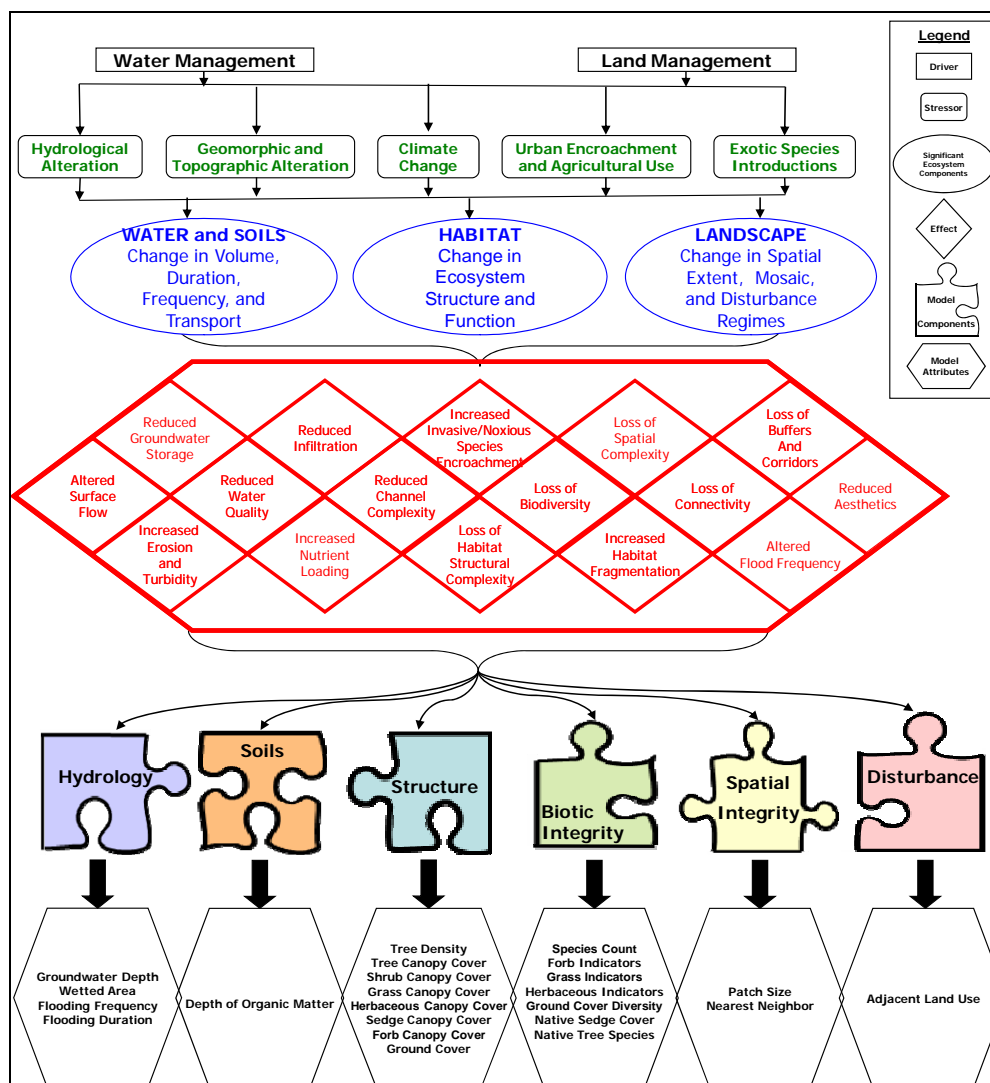 Water Management
Land Management
Legend
Driver
Stressor
Significant
Ecosystem
Components
Effect
Model
Components
Model
Attributes
Hydrological
Alteration
Geomorphic and
Topographic Alteration
Climate
Change
Urban Encroachment
and Agricultural Use
Exotic Species
Introductions
WATER and SOILS
Change in Volume,
Duration,
Frequency, and
Transport
HABITAT
Change in
Ecosystem
Structure and
Function
LANDSCAPE
Change in Spatial
Extent, Mosaic,
and Disturbance
Regimes
Reduced
Groundwater
Storage
Reduced
Infiltration
Increased
Invasive/Noxious
Species
Encroachment
Loss of
Spatial
Complexity
Loss of
Buffers
And
Corridors
Altered
Surface
Flow
Reduced
Water
Quality
Reduced
Channel
Complexity
Loss of
Biodiversity
Loss of
Connectivity
Reduced
Aesthetics
Increased
Erosion
and
Turbidity
Increased
Nutrient
Loading
Loss of
Habitat
Structural
Complexity
Increased
Habitat
Fragmentation
Altered
Flood Frequency
Hydrology
Soils
Structure
Biotic
Integrity
Spatial
Integrity
Disturbance
Groundwater Depth
Wetted Area
Flooding Frequency
Flooding Duration
Depth of Organic Matter
Tree Density
Tree Canopy Cover
Shrub Canopy Cover
Grass Canopy Cover
Herbaceous Canopy Cover
Sedge Canopy Cover
Forb Canopy Cover
Ground Cover
Species Count
Forb Indicators
Grass Indicators
Herbaceous Indicators
Ground Cover Diversity
Native Sedge Cover
Native Tree Species
Patch Size
Nearest Neighbor
Adjacent Land Use